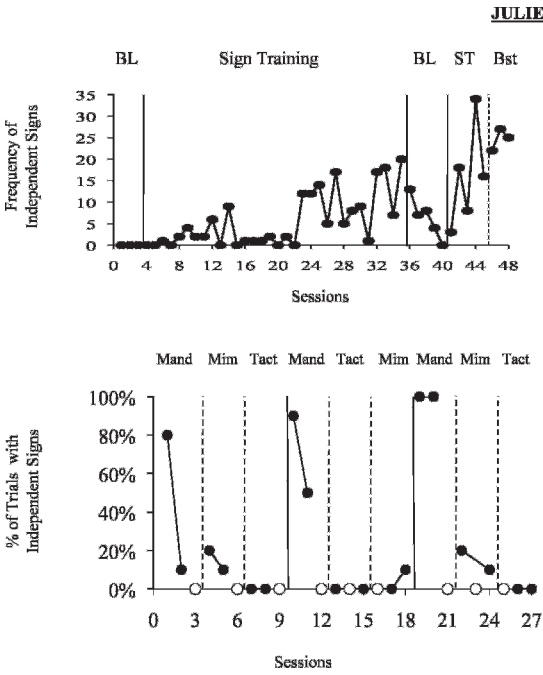 JULIE
BL Sign Training BL ST Bst
Frequency of
Independent Signs
35
30
25
20
15
10
5
0
0 4 8 12 16 20 24 28 32 36 40 44 48
Sessions
Mand Mim Tact Mand Tact Mim Mand Mim Tact
% of Trials with
Independent Signs
100%
80%
60%
40%
20%
0%
0 3 6 9 12 15 18 21 24 27
Sessions